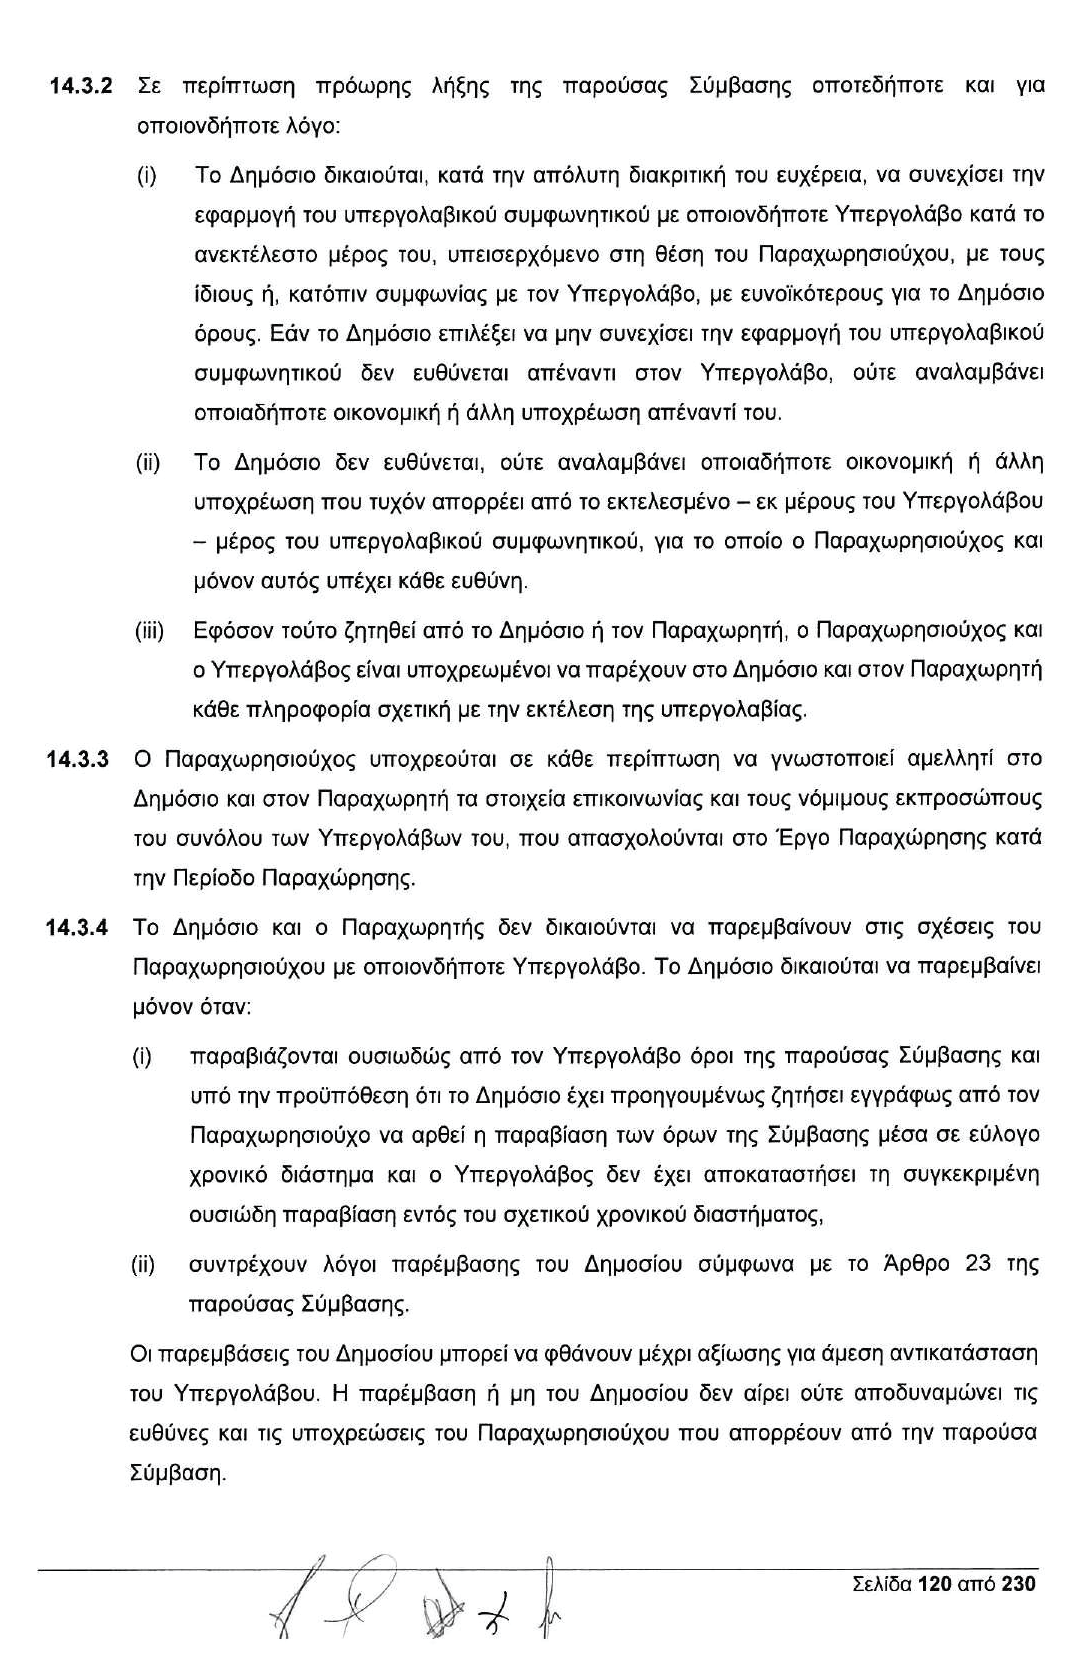 14.3.2 Σε περίπτωση πρόωρης λήξης της παρούσας Σύμβασης οποτεδήποτε και για
οποιονδήποτε λόγο:
(i) Το Δημόσιο δικαιούται, κατά την απόλυτη διακριτική του ευχέρεια, να συνεχίσει την
εφαρμογή του υπεργολαβικού συμφωνητικού με οποιονδήποτε Υπεργολάβο κατά το
ανεκτέλεστο μέρος του, υπεισερχόμενο στη θέση του Παραχωρησιούχου, με τους
ίδιους ή, κατόπιν συμφωνίας με τον Υπεργολάβο, με ευνοϊκότερους για το Δημόσιο
όρους. Εάν το Δημόσιο επιλέξει να μην συνεχίσει την εφαρμογή του υπεργολαβικού
συμφωνητικού δεν ευθύνεται απέναντι στον Υπεργολάβο, ούτε αναλαμβάνει
οποιαδήποτε οικονομική ή άλλη υποχρέωση απέναντί του.
(ii) Το Δημόσιο δεν ευθύνεται, ούτε αναλαμβάνει οποιαδήποτε οικονομική ή άλλη
υποχρέωση που τυχόν απορρέει από το εκτελεσμένο – εκ μέρους του Υπεργολάβου
– μέρος του υπεργολαβικού συμφωνητικού, για το οποίο ο Παραχωρησιούχος και
μόνον αυτός υπέχει κάθε ευθύνη.
(iii) Εφόσον τούτο ζητηθεί από το Δημόσιο ή τον Παραχωρητή, ο Παραχωρησιούχος και
ο Υπεργολάβος είναι υποχρεωμένοι να παρέχουν στο Δημόσιο και στον Παραχωρητή
κάθε πληροφορία σχετική με την εκτέλεση της υπεργολαβίας.
14.3.3 Ο Παραχωρησιούχος υποχρεούται σε κάθε περίπτωση να γνωστοποιεί αμελλητί στο
Δημόσιο και στον Παραχωρητή τα στοιχεία επικοινωνίας και τους νόμιμους εκπροσώπους
του συνόλου των Υπεργολάβων του, που απασχολούνται στο Έργο Παραχώρησης κατά
την Περίοδο Παραχώρησης.
14.3.4 Το Δημόσιο και ο Παραχωρητής δεν δικαιούνται να παρεμβαίνουν στις σχέσεις του
Παραχωρησιούχου με οποιονδήποτε Υπεργολάβο. Το Δημόσιο δικαιούται να παρεμβαίνει
μόνον όταν:
(i) παραβιάζονται ουσιωδώς από τον Υπεργολάβο όροι της παρούσας Σύμβασης και
υπό την προϋπόθεση ότι το Δημόσιο έχει προηγουμένως ζητήσει εγγράφως από τον
Παραχωρησιούχο να αρθεί η παραβίαση των όρων της Σύμβασης μέσα σε εύλογο
χρονικό διάστημα και ο Υπεργολάβος δεν έχει αποκαταστήσει τη συγκεκριμένη
ουσιώδη παραβίαση εντός του σχετικού χρονικού διαστήματος,
(ii) συντρέχουν λόγοι παρέμβασης του Δημοσίου σύμφωνα με το Άρθρο 23 της
παρούσας Σύμβασης.
Οι παρεμβάσεις του Δημοσίου μπορεί να φθάνουν μέχρι αξίωσης για άμεση αντικατάσταση
του Υπεργολάβου. Η παρέμβαση ή μη του Δημοσίου δεν αίρει ούτε αποδυναμώνει τις
ευθύνες και τις υποχρεώσεις του Παραχωρησιούχου που απορρέουν από την παρούσα
Σύμβαση.
Σελίδα 120 από 230